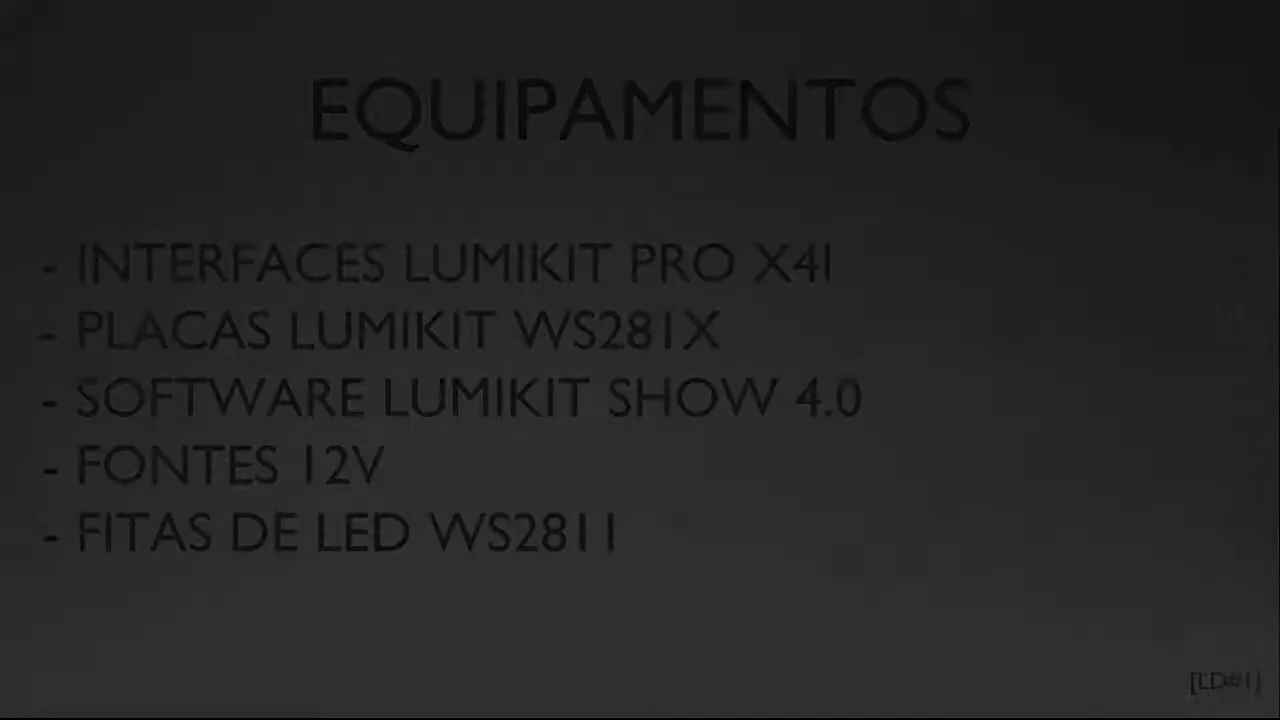 EQUIPAMENTOS
- INTERFACES LUMIKIT PRO X4I
- PLACAS LUMIKIT WS281X
- SOFTWARE LUMIKIT SHOW 4.0
- FONTES 12V
- FITAS DE LED WS2811
[LD#1]